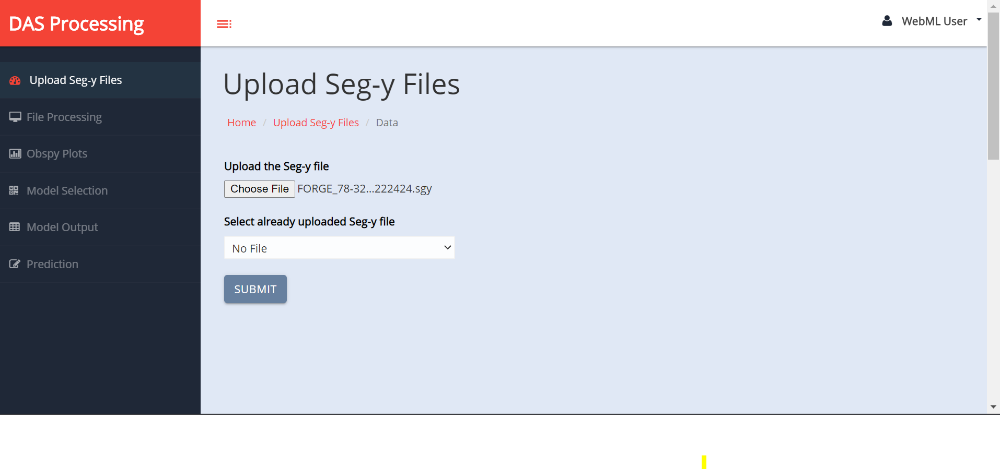 DAS Processing
WebML User
Upload Seg-y Files
File Processing
Obspy Plots
Model Selection
Model Output
Prediction
Upload Seg-y Files
Home / Upload Seg-y Files / Data
Upload the Seg-y file
Choose File FORGE_78-32...222424.sgy
Select already uploaded Seg-y file
No File
SUBMIT